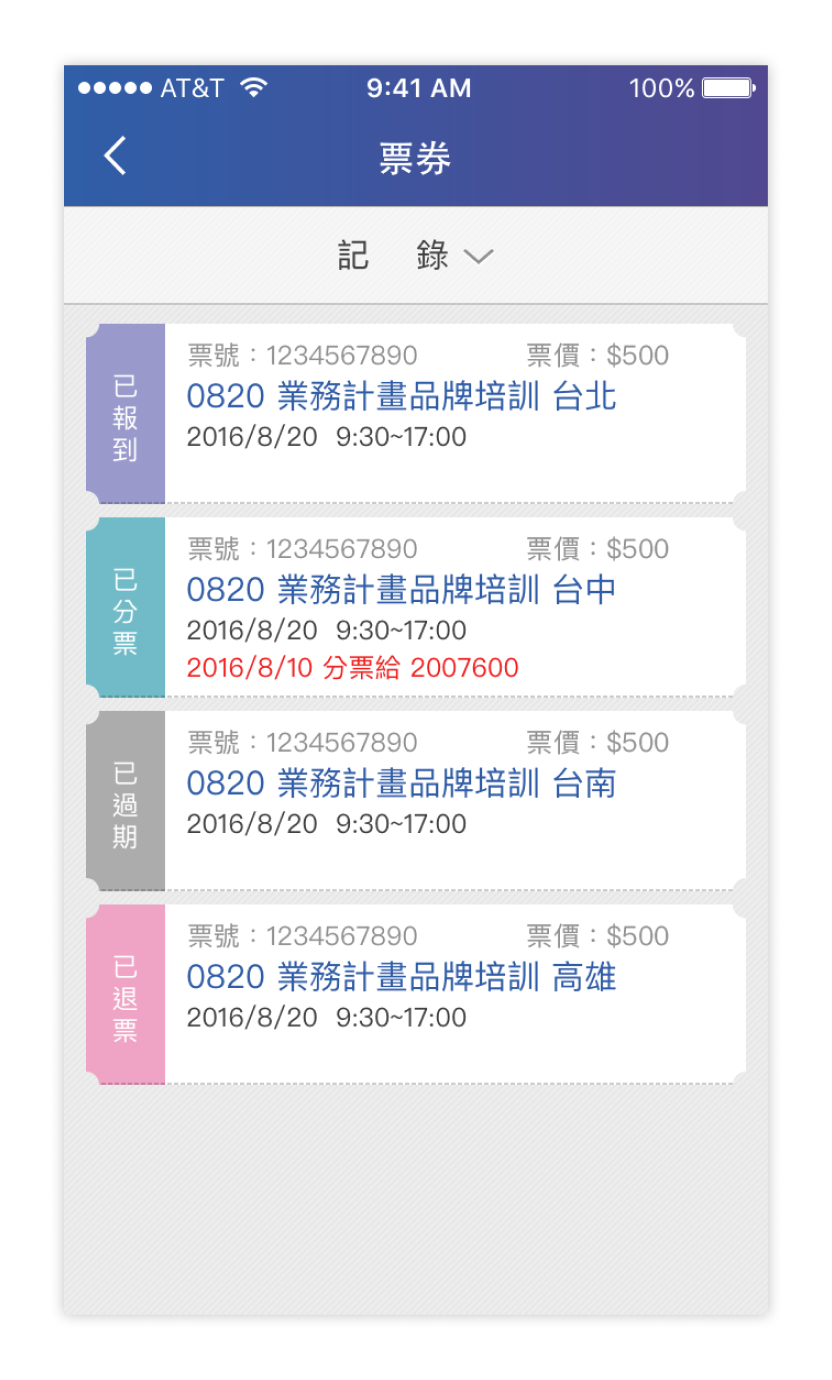 AT&T 9:41 AM 100%
票券
記 錄
已報到
票號：1234567890 票價：$500
0820 業務計畫品牌培訓 台北
2016/8/20 9:30~17:00
已分票
票號：1234567890 票價：$500
0820 業務計畫品牌培訓 台中
2016/8/20 9:30~17:00
2016/8/10 分票給 2007600
已過期
票號：1234567890 票價：$500
0820 業務計畫品牌培訓 台南
2016/8/20 9:30~17:00
已退票
票號：1234567890 票價：$500
0820 業務計畫品牌培訓 高雄
2016/8/20 9:30~17:00